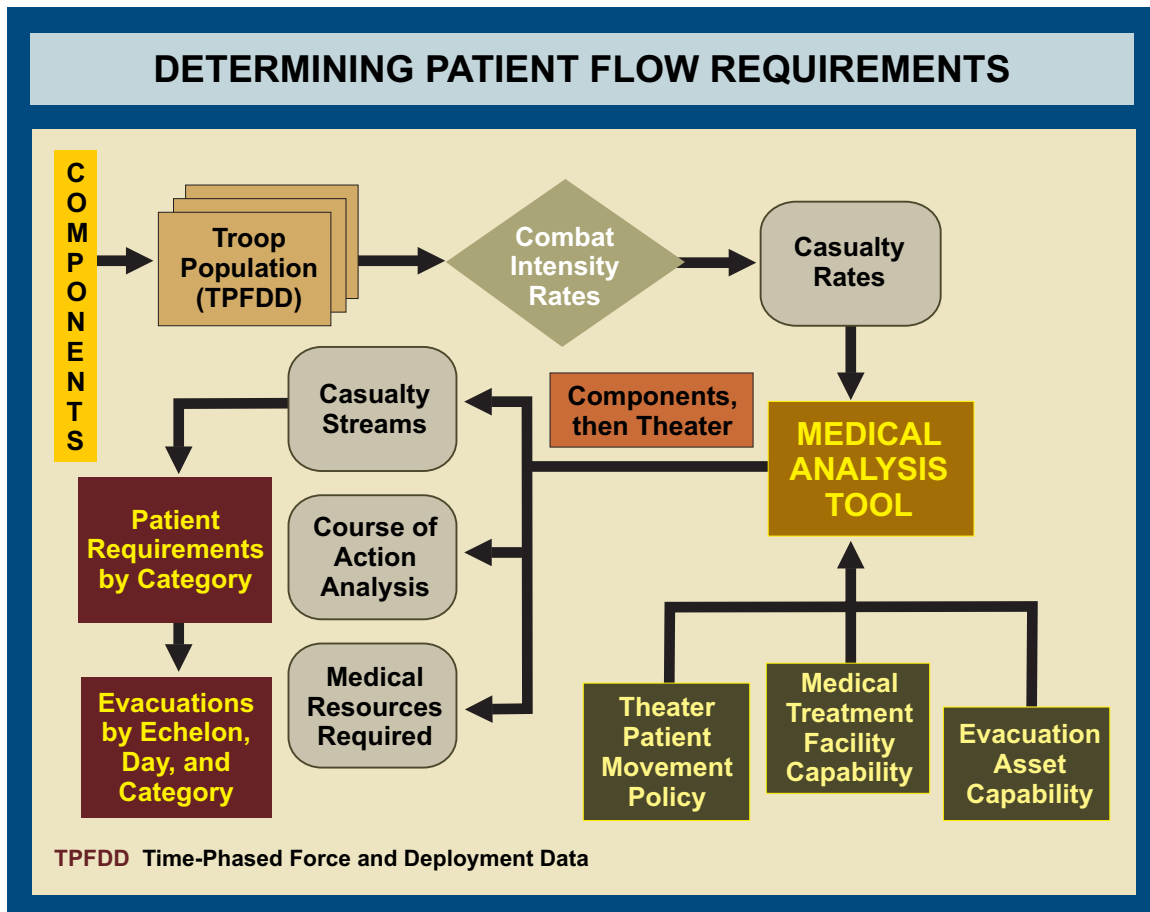 DETERMINING PATIENT FLOW REQUIREMENTS
COMPONENTS
Troop
Population
(TPFDD)
Combat
Intensity
Rates
Casualty
Rates
Casualty
Streams
Components,
then Theater
MEDICAL
ANALYSIS
TOOL
Patient
Requirements
by Category
Course of
Action
Analysis
Evacuations
by Echelon,
Day, and
Category
Medical
Resources
Required
Theater
Patient
Movement
Policy
Medical
Treatment
Facility
Capability
Evacuation
Asset
Capability
TPFDD Time-Phased Force and Deployment Data